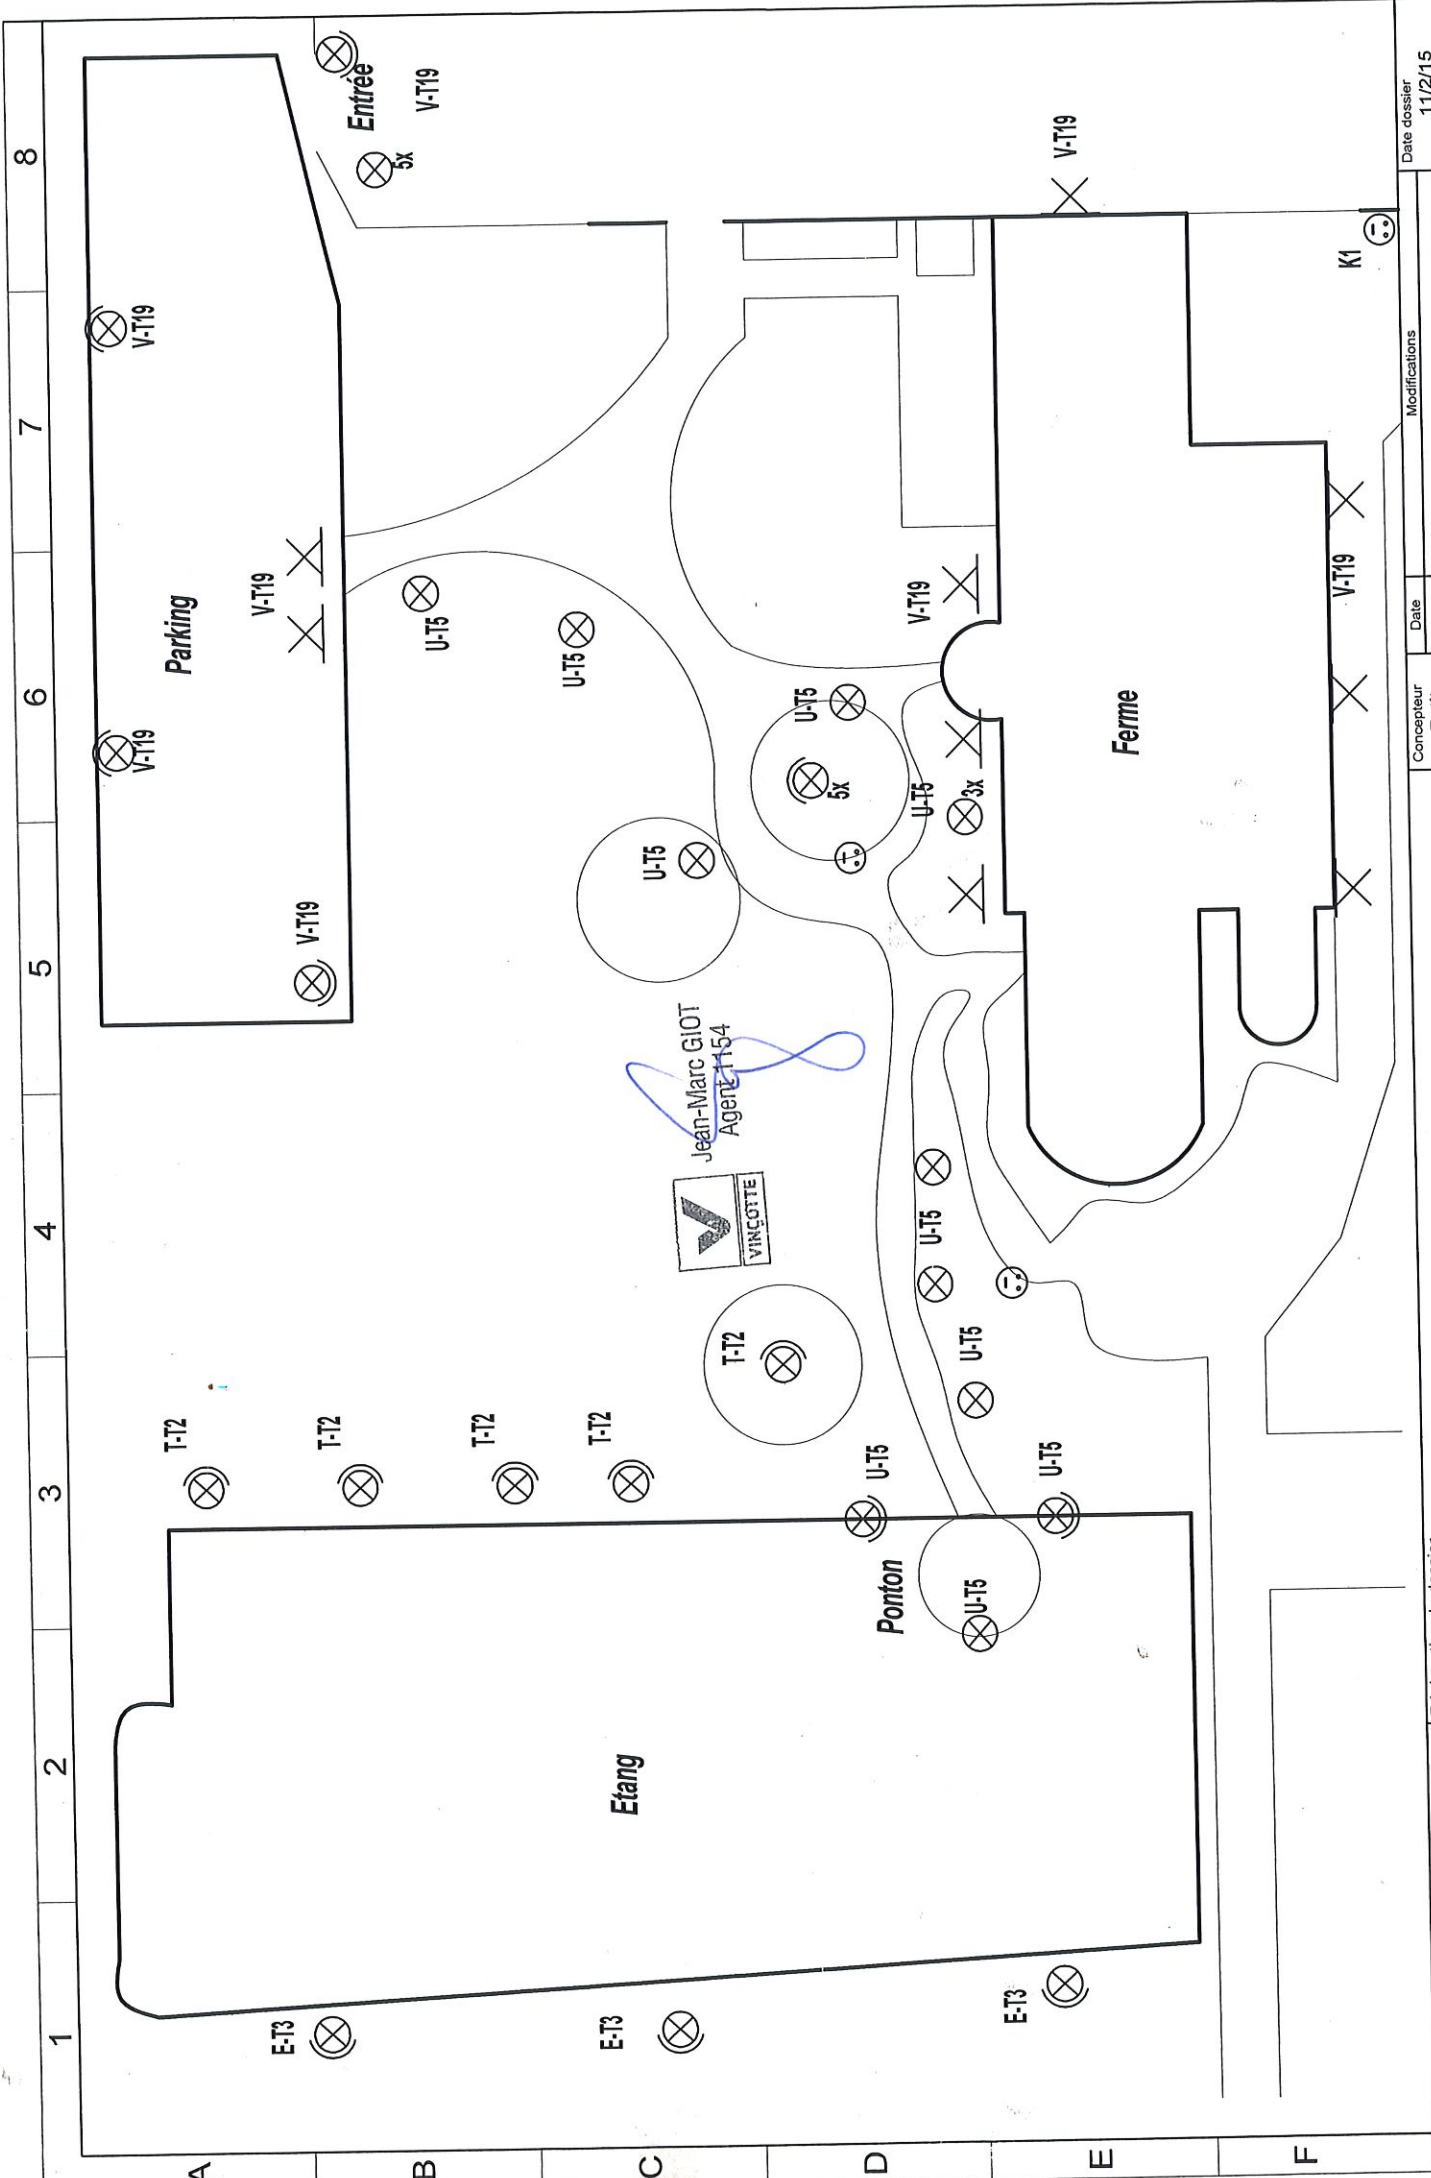 1
2
3
4
5
6
7
8
A
B
C
D
E
F
V-T19
V-T19
Parking
V-T19
V-T19
Entrée
5x
V-T19
T-T2
T-T2
T-T2
T-T2
T-T2
U-T5
U-T5
U-T5
U-T5
5x
U-T5
3x
V-T19
V-T19
K1
Ferme
V-T19
Jean-Marc GIOT
Agent 1154
VINÇOTTE
U-T5
U-T5
U-T5
U-T5
Ponton
U-T5
Etang
E-T3
E-T3
E-T3
Concepteur
Date
Modifications
Date dossier
11/2/15